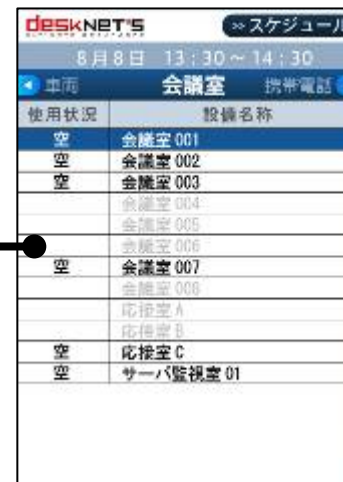 desknet's
スケジュール
8月8日 13:30～14:30
車両 会議室 携帯電話
使用状況 設備名称
空 会議室 001
空 会議室 002
空 会議室 003
会議室 004
会議室 005
会議室 006
空 会議室 007
会議室 008
応接室 A
応接室 B
空 応接室 C
空 サーバ監視室 01